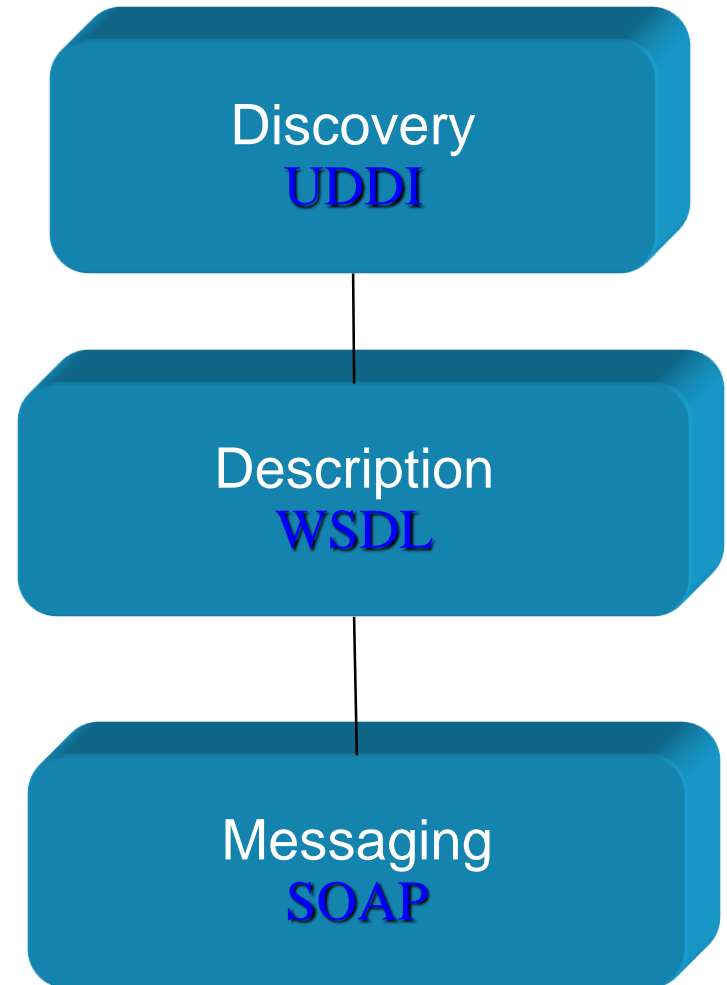 Discovery
UDDI
Description
WSDL
Messaging
SOAP